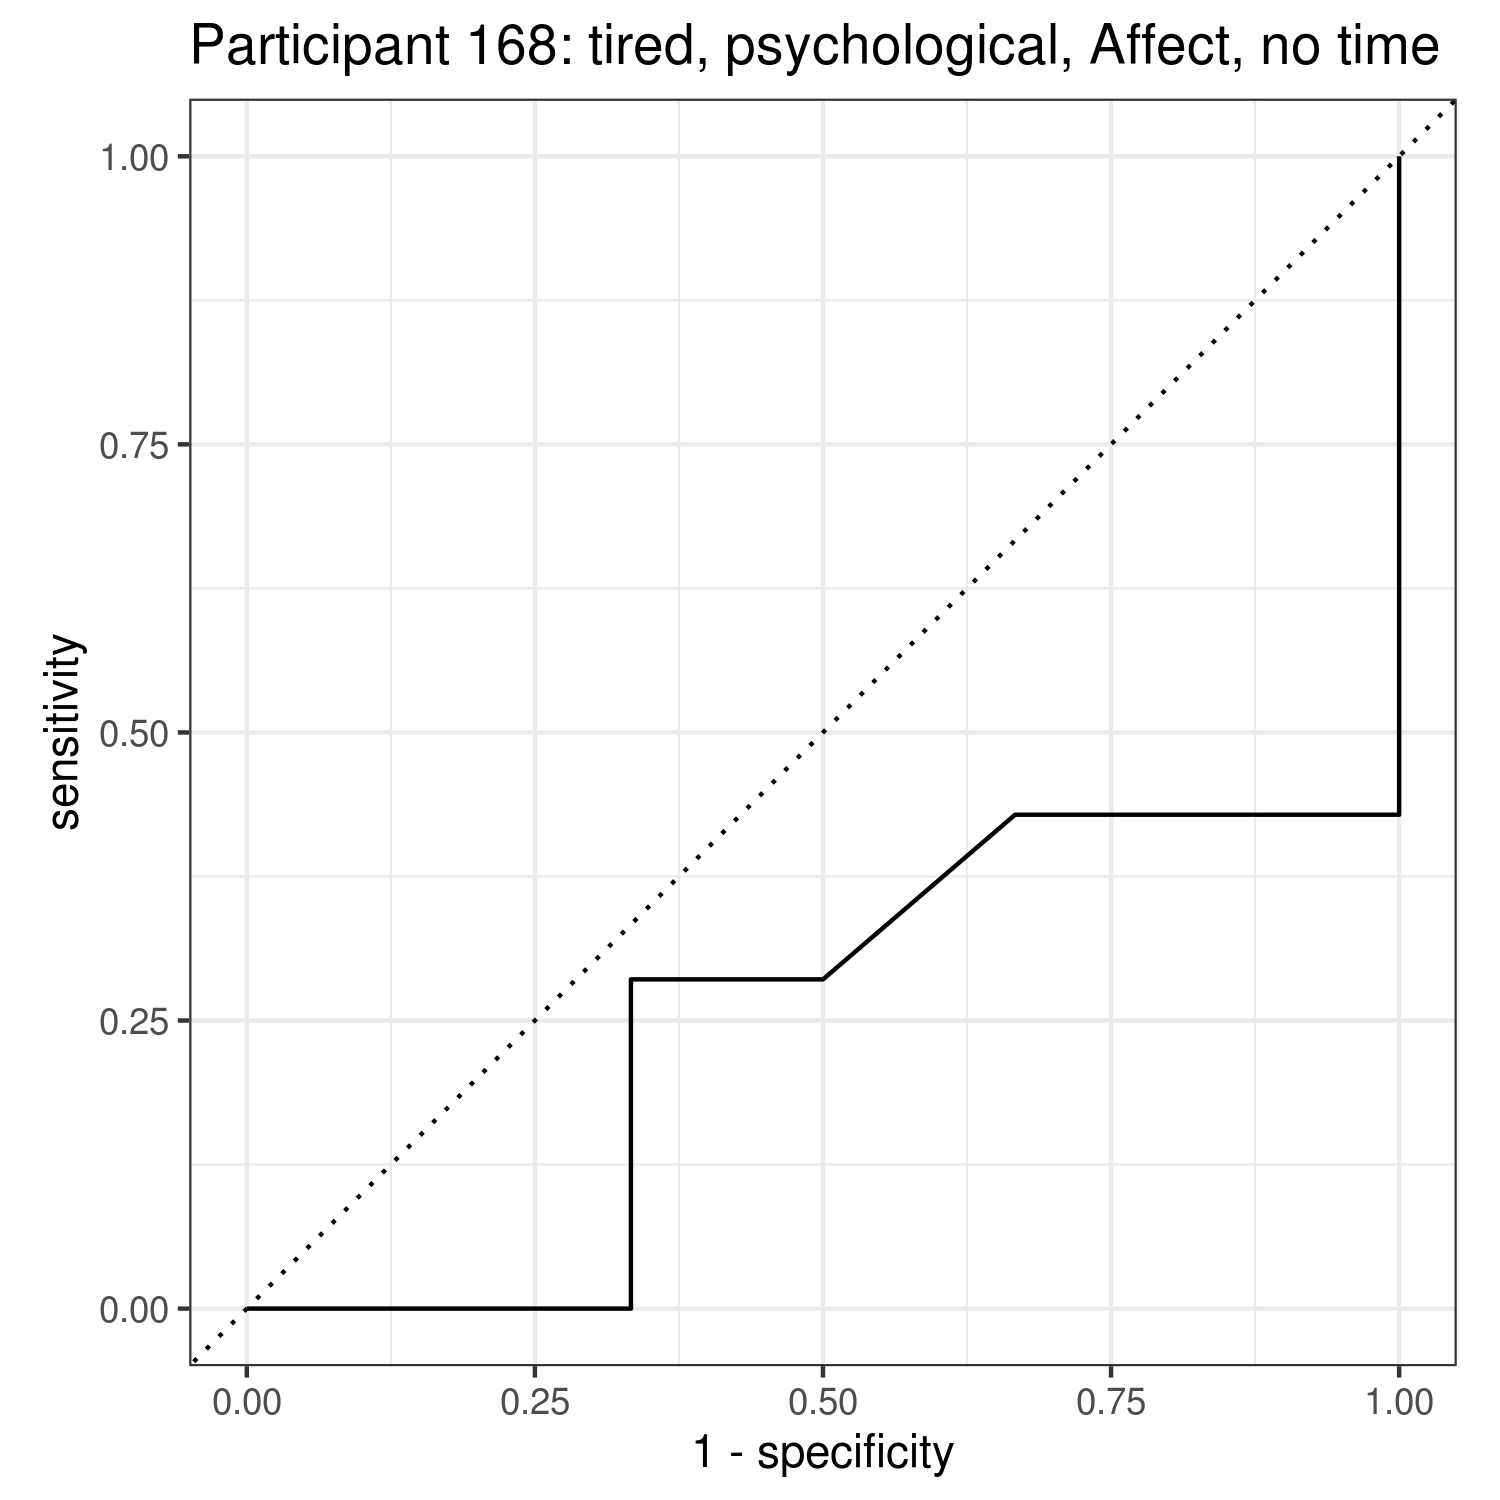 Participant 168: tired, psychological, Affect, no time
1.00
0.75
0.50
0.25
0.00
sensitivity
0.00 0.25 0.50 0.75 1.00
1 - specificity